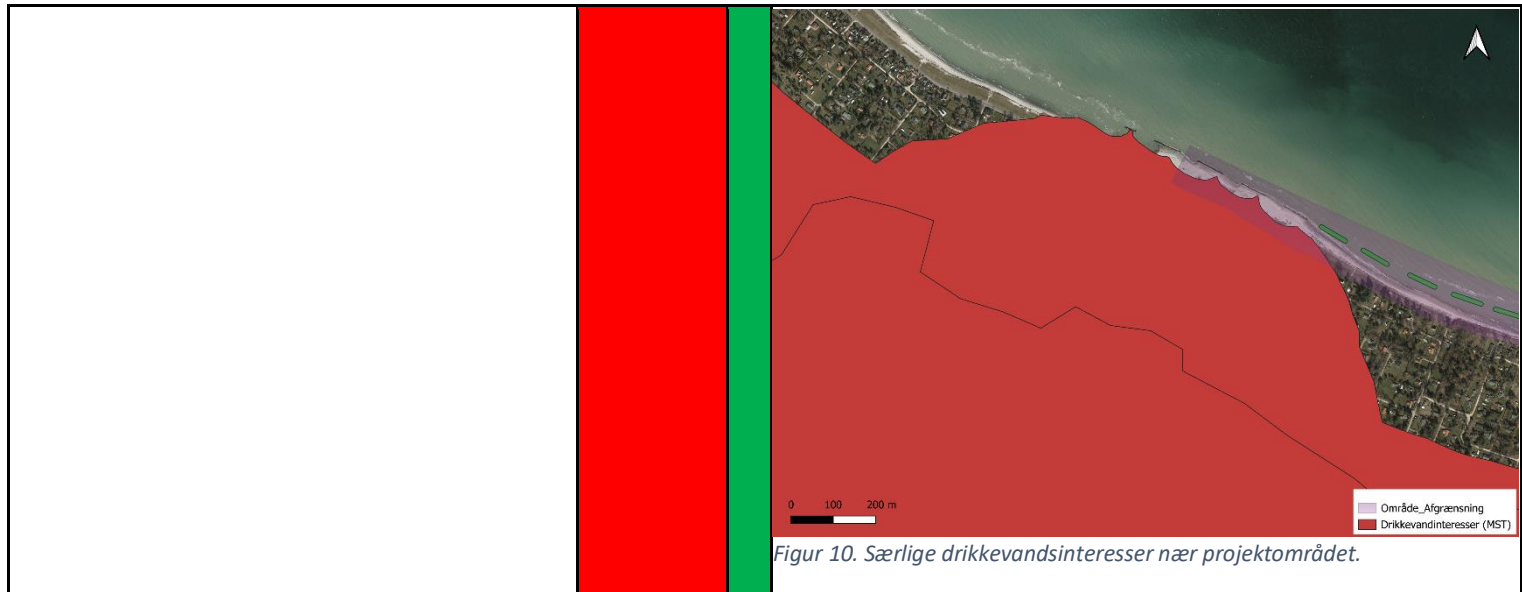 0 100 200 m
Område_Afgrænsning
Drikkevandinteresser (MST)
Figur 10. Særlige drikkevandsinteresser nær projektområdet.